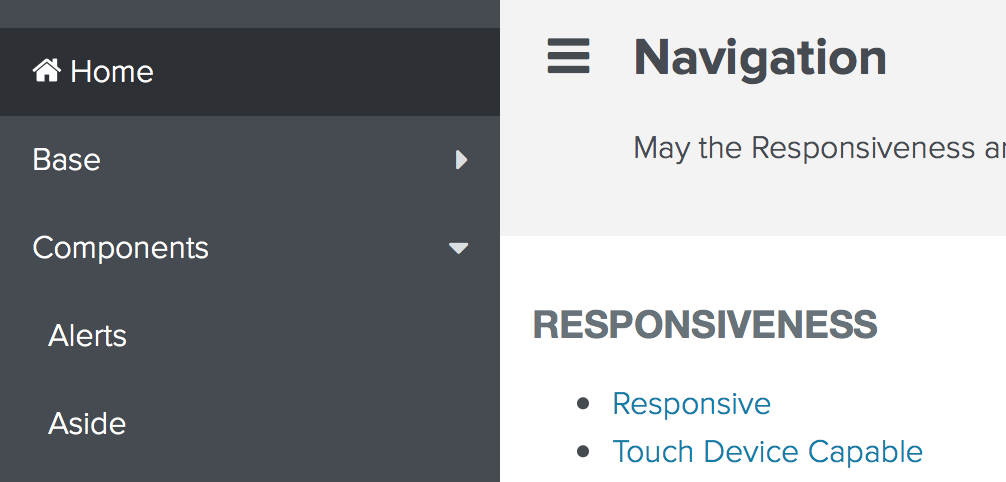 Home
Base
Components
Alerts
Aside
Navigation
May the Responsiveness
RESPONSIVENESS
Responsive
Touch Device Capable